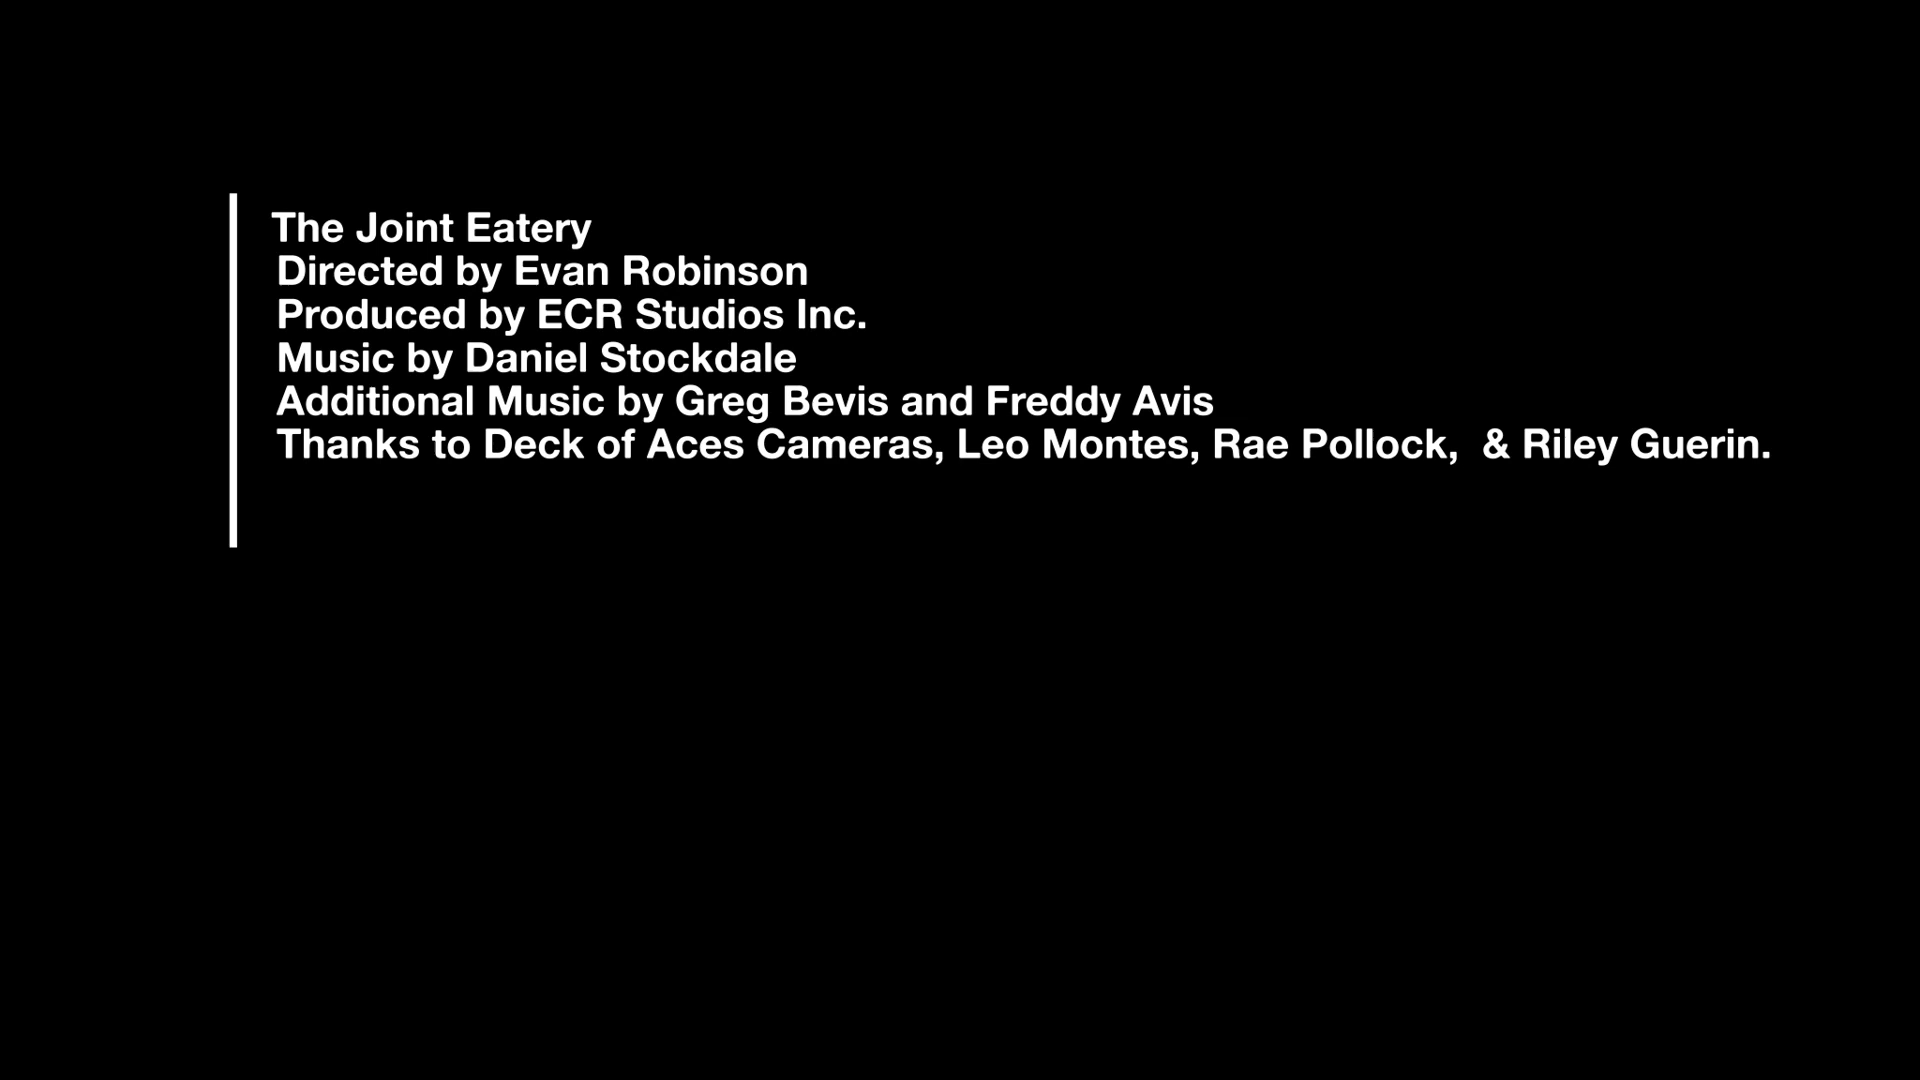 The Joint Eatery
Directed by Evan Robinson
Produced by ECR Studios Inc.
Music by Daniel Stockdale
Additional Music by Greg Bevis and Freddy Avis
Thanks to Deck of Aces Cameras, Leo Montes, Rae Pollock,  & Riley Guerin.